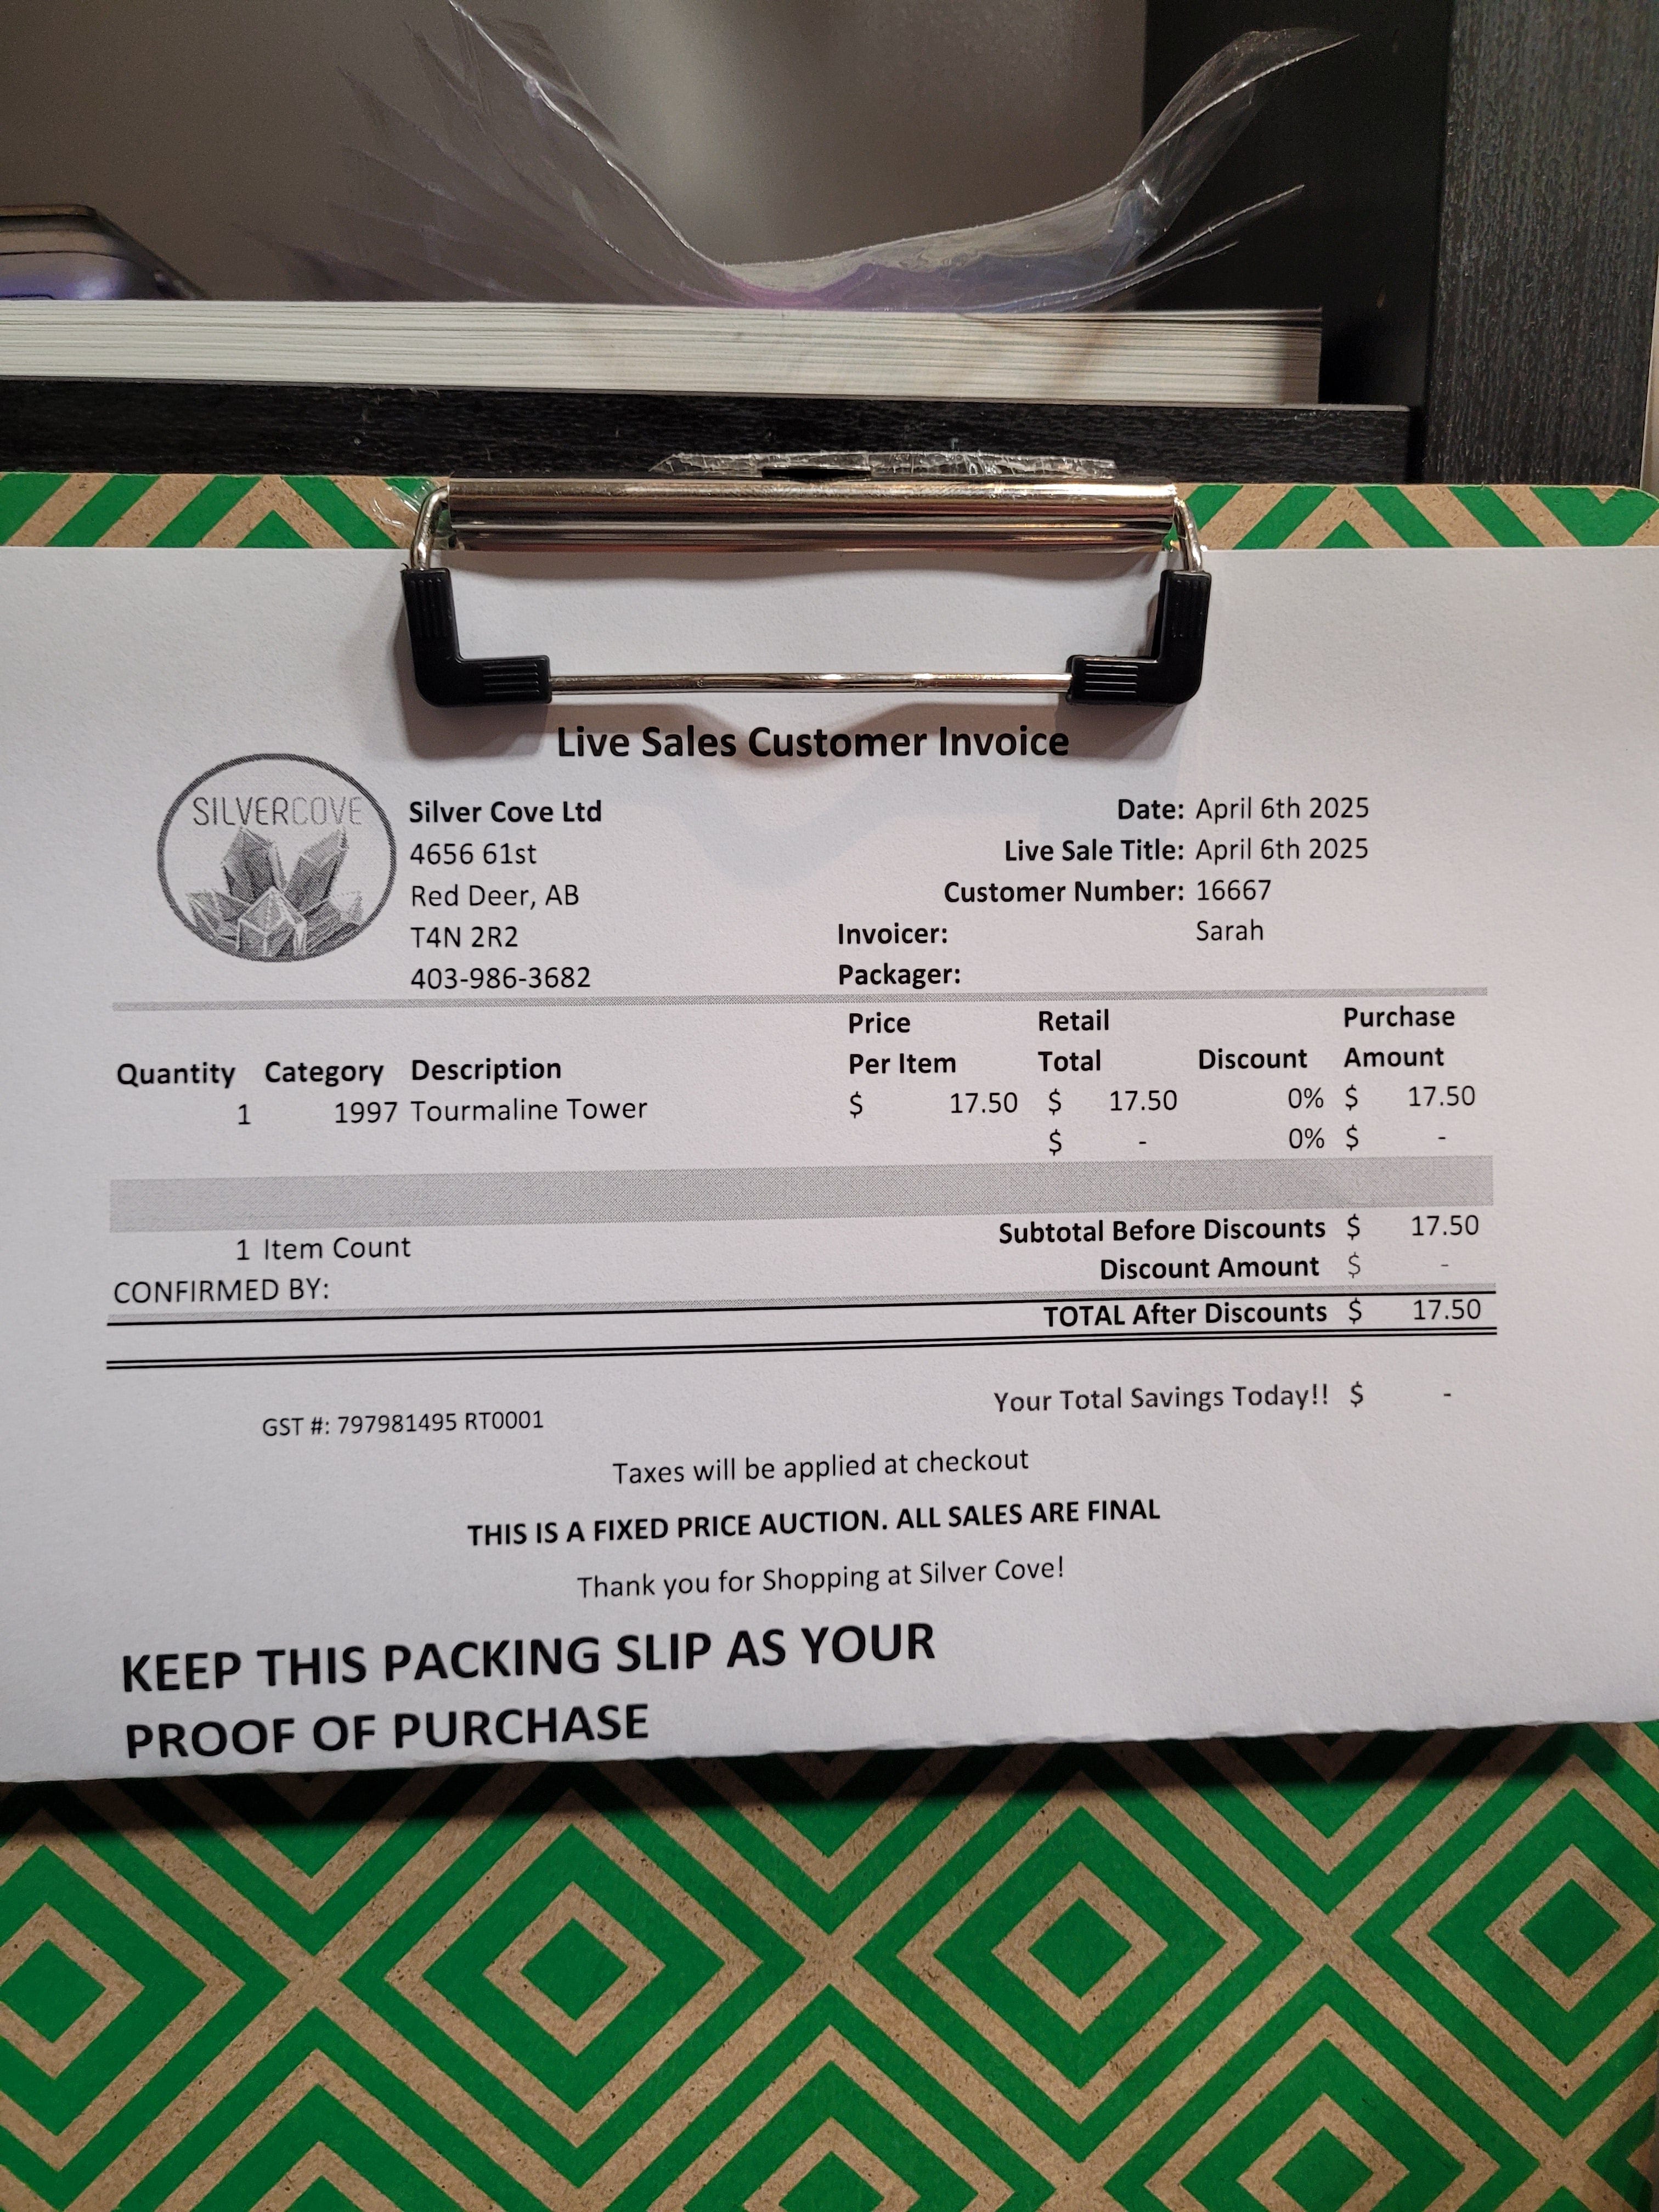 Live Sales Customer Invoice
SILVERCOVE
Silver Cove Ltd
4656 61st
Red Deer, AB
T4N 2R2
403-986-3682
Date: April 6th 2025
Live Sale Title: April 6th 2025
Customer Number: 16667
Invoicer: Sarah
Packager:
Quantity Category Description Price Per Item Retail Total Discount Purchase Amount
1 1997 Tourmaline Tower $ 17.50 $ 17.50 0% $ 17.50
$ - 0% $ -
Subtotal Before Discounts $ 17.50
1 Item Count
Discount Amount $ -
CONFIRMED BY:
TOTAL After Discounts $ 17.50
Your Total Savings Today!! $ -
GST #: 797981495 RT0001
Taxes will be applied at checkout
THIS IS A FIXED PRICE AUCTION. ALL SALES ARE FINAL
Thank you for Shopping at Silver Cove!
KEEP THIS PACKING SLIP AS YOUR
PROOF OF PURCHASE